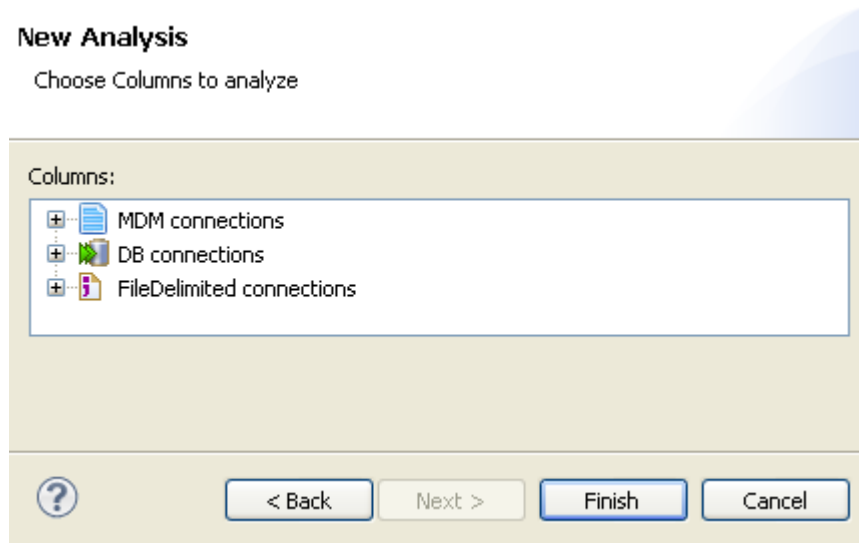 New Analysis
Choose Columns to analyze
Columns:
MDM connections
DB connections
FileDelimited connections
< Back
Next >
Finish
Cancel